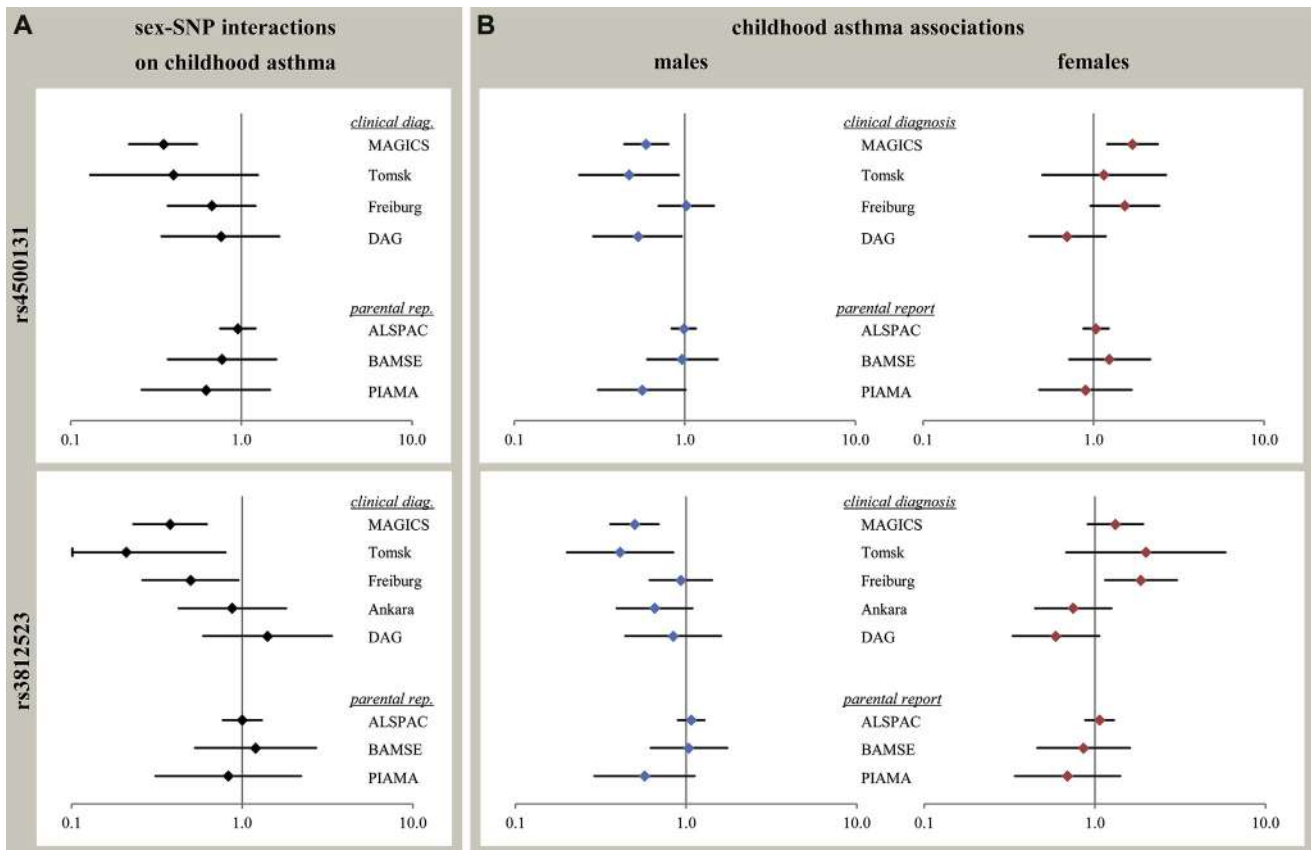 A
sex-SNP interactions
on childhood asthma
B
childhood asthma associations
males
females
rs4500131
clinical diag.
MAGICS
Tomsk
Freiburg
DAG
parental rep.
ALSPAC
BAMSE
PIAMA
0.1
1.0
10.0
clinical diagnosis
MAGICS
Tomsk
Freiburg
DAG
parental report
ALSPAC
BAMSE
PIAMA
0.1
1.0
10.0
0.1
1.0
10.0
rs3812523
clinical diag.
MAGICS
Tomsk
Freiburg
Ankara
DAG
parental rep.
ALSPAC
BAMSE
PIAMA
0.1
1.0
10.0
clinical diagnosis
MAGICS
Tomsk
Freiburg
Ankara
DAG
parental report
ALSPAC
BAMSE
PIAMA
0.1
1.0
10.0
0.1
1.0
10.0